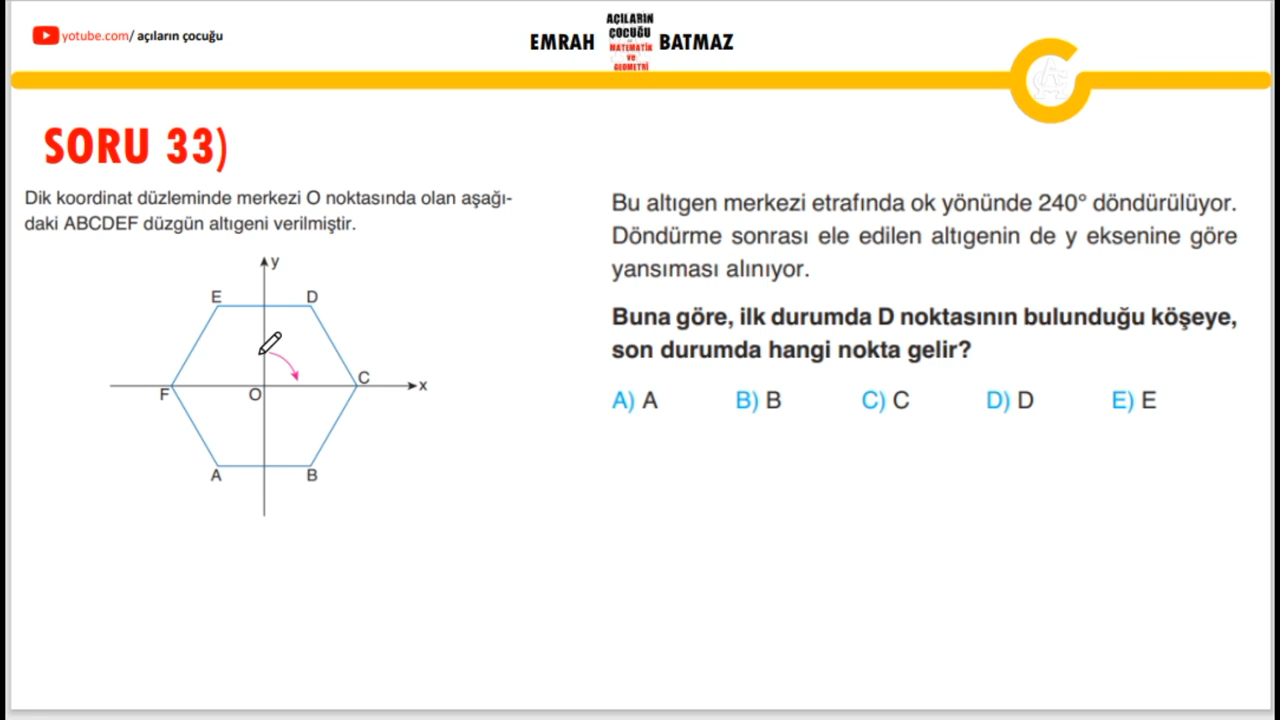 yotube.com/ açıların çocuğu
EMRAH
AÇILARIN
ÇOCUĞU
MATEMATİK
ve
GEOMETRİ
BATMAZ
SORU 33)
Dik koordinat düzleminde merkezi O noktasında olan aşağı-
daki ABCDEF düzgün altıgeni verilmiştir.
y
E
D
C
x
F
O
A
B
Bu altıgen merkezi etrafında ok yönünde 240° döndürülüyor.
Döndürme sonrası ele edilen altıgenin de y eksenine göre
yansıması alınıyor.
Buna göre, ilk durumda D noktasının bulunduğu köşeye,
son durumda hangi nokta gelir?
A) A B) B C) C D) D E) E